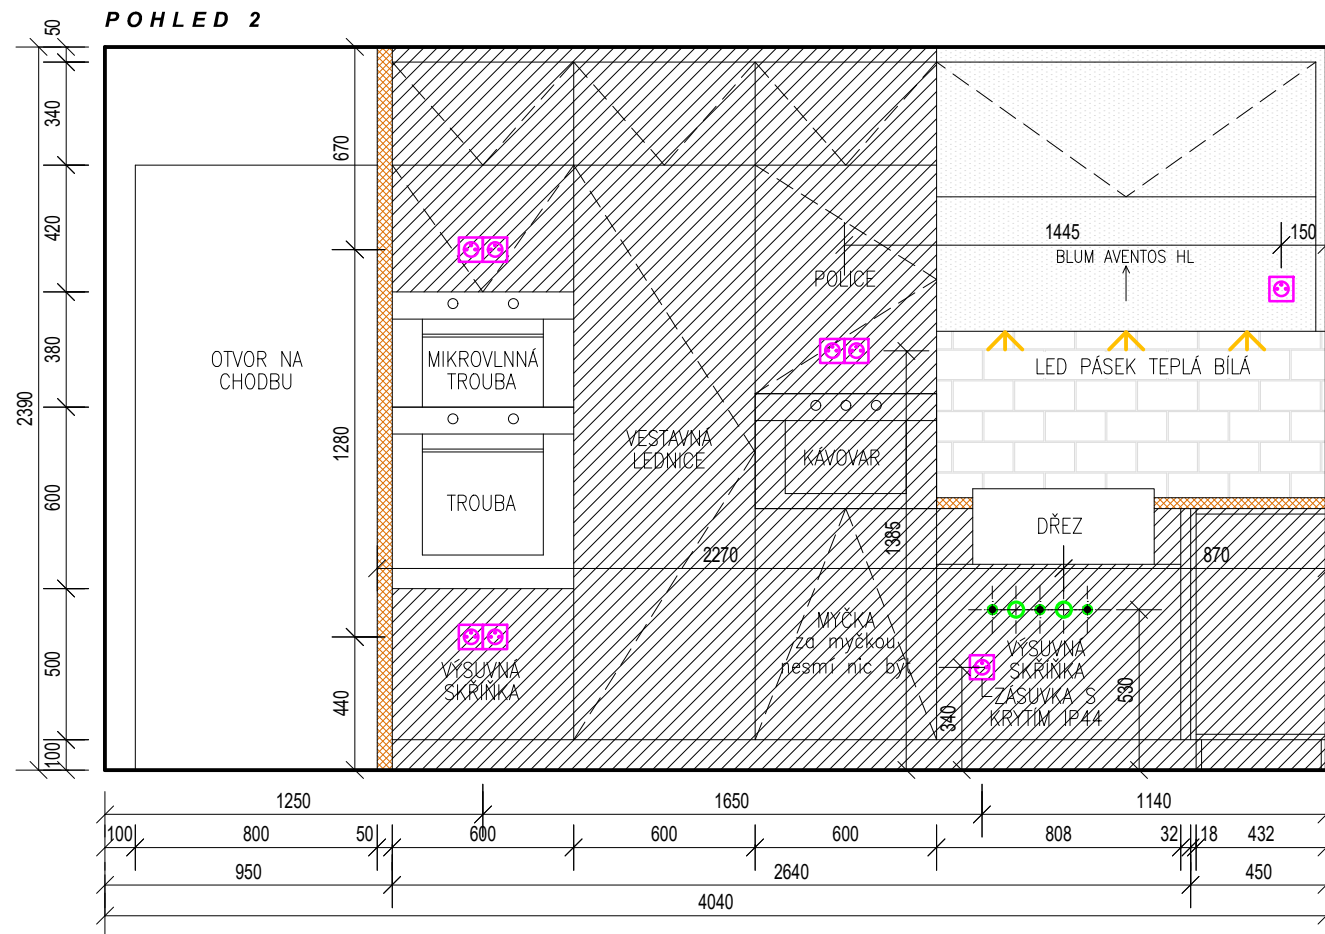 POHLED 2
50
340
670
420
1445
150
BLUM AVENTOS HL
POLICE
OTVOR NA
CHODBU
380
MIKROVLNNÁ
TROUBA
LED PÁSEK TEPLÁ BÍLÁ
2390
1280
VESTAVNÁ
LEDNICE
KÁVOVAR
600
TROUBA
DŘEZ
1385
2270
870
MYČKA
za myčkou
nesmí nic být
500
VÝSUVNÁ
SKŘÍŇKA
VÝSUVNÁ
SKŘÍŇKA
ZÁSUVKA S
KRYTÍM IP44
440
340
530
100
1250
1650
1140
100
800
50
600
600
600
808
32
18
432
950
2640
450
4040